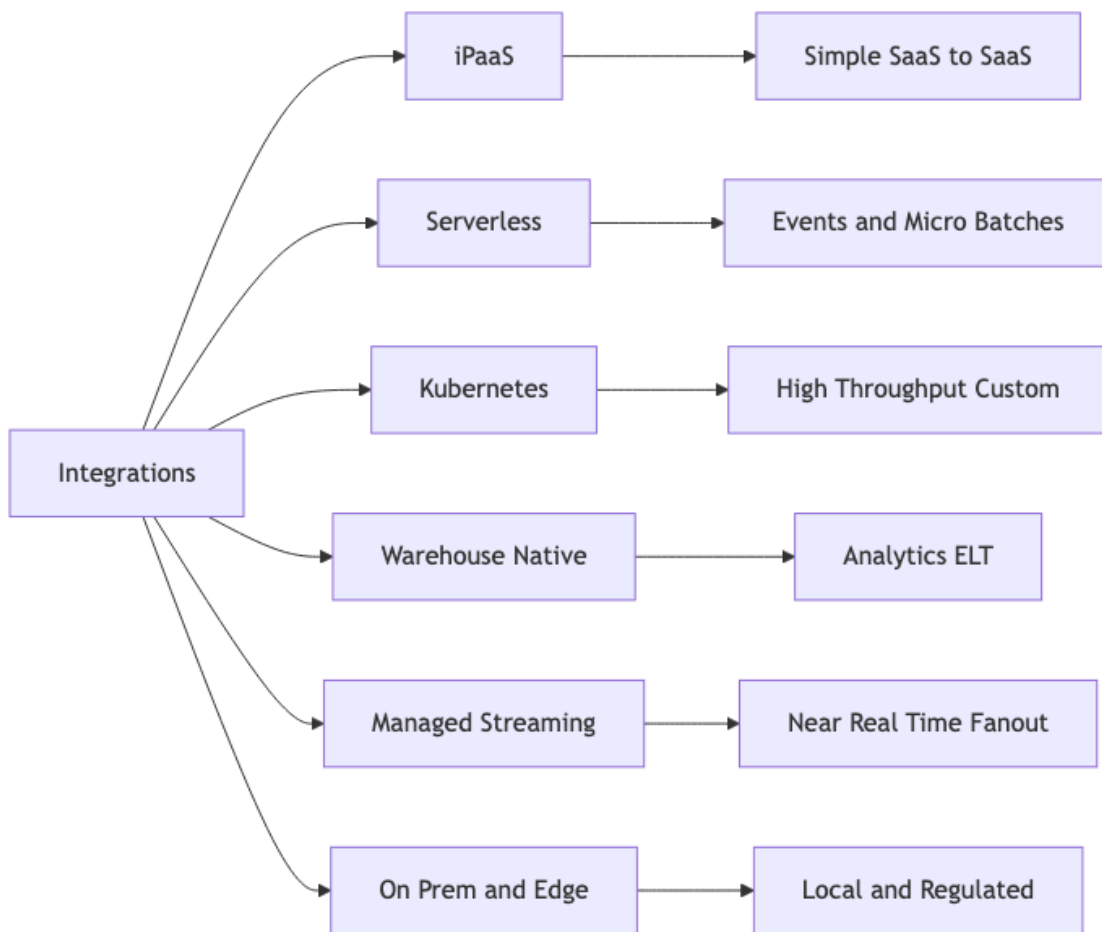 iPaaS
Simple SaaS to SaaS
Serverless
Events and Micro Batches
Kubernetes
High Throughput Custom
Integrations
Warehouse Native
Analytics ELT
Managed Streaming
Near Real Time Fanout
On Prem and Edge
Local and Regulated